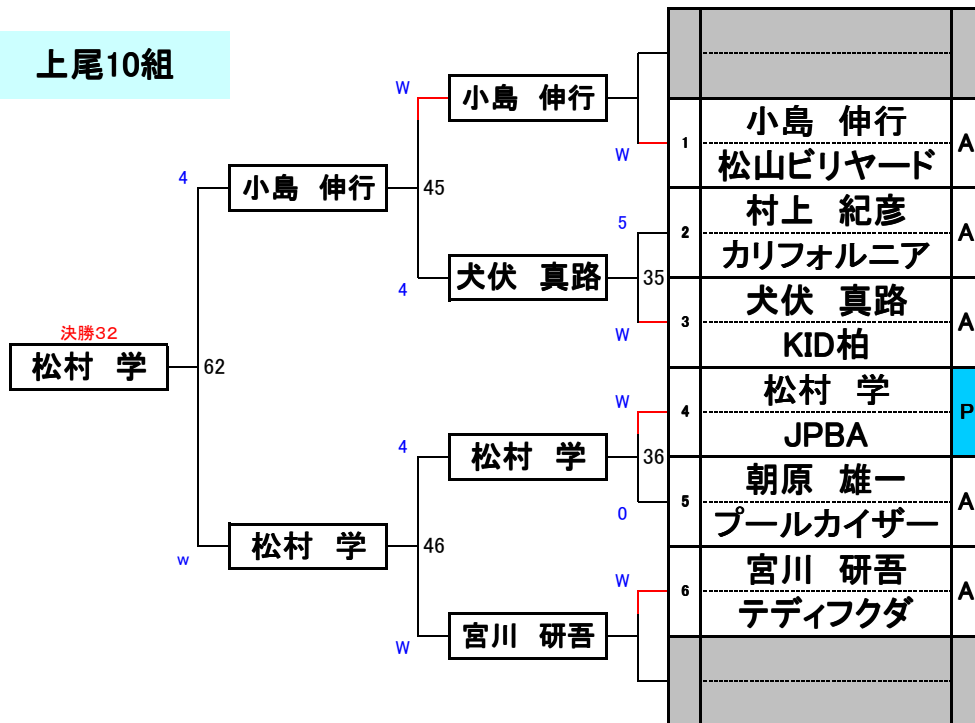 上尾10組
決勝32
松村 学
4
w
62
小島 伸行
松村 学
W
4
45
4
W
46
小島 伸行
犬伏 真路
松村 学
宮川 研吾
W
5
W
35
W
0
36
W
1
小島 伸行
松山ビリヤード
A
2
村上 紀彦
カリフォルニア
A
3
犬伏 真路
KID柏
A
4
松村 学
JPBA
P
5
朝原 雄一
プールカイザー
A
6
宮川 研吾
テディフクダ
A